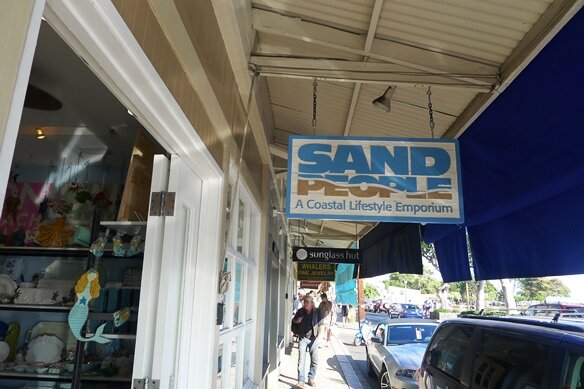 SAND
PEOPLE
A Coastal Lifestyle Emporium
sunglass hut
WHALERS
FINE JEWELRY